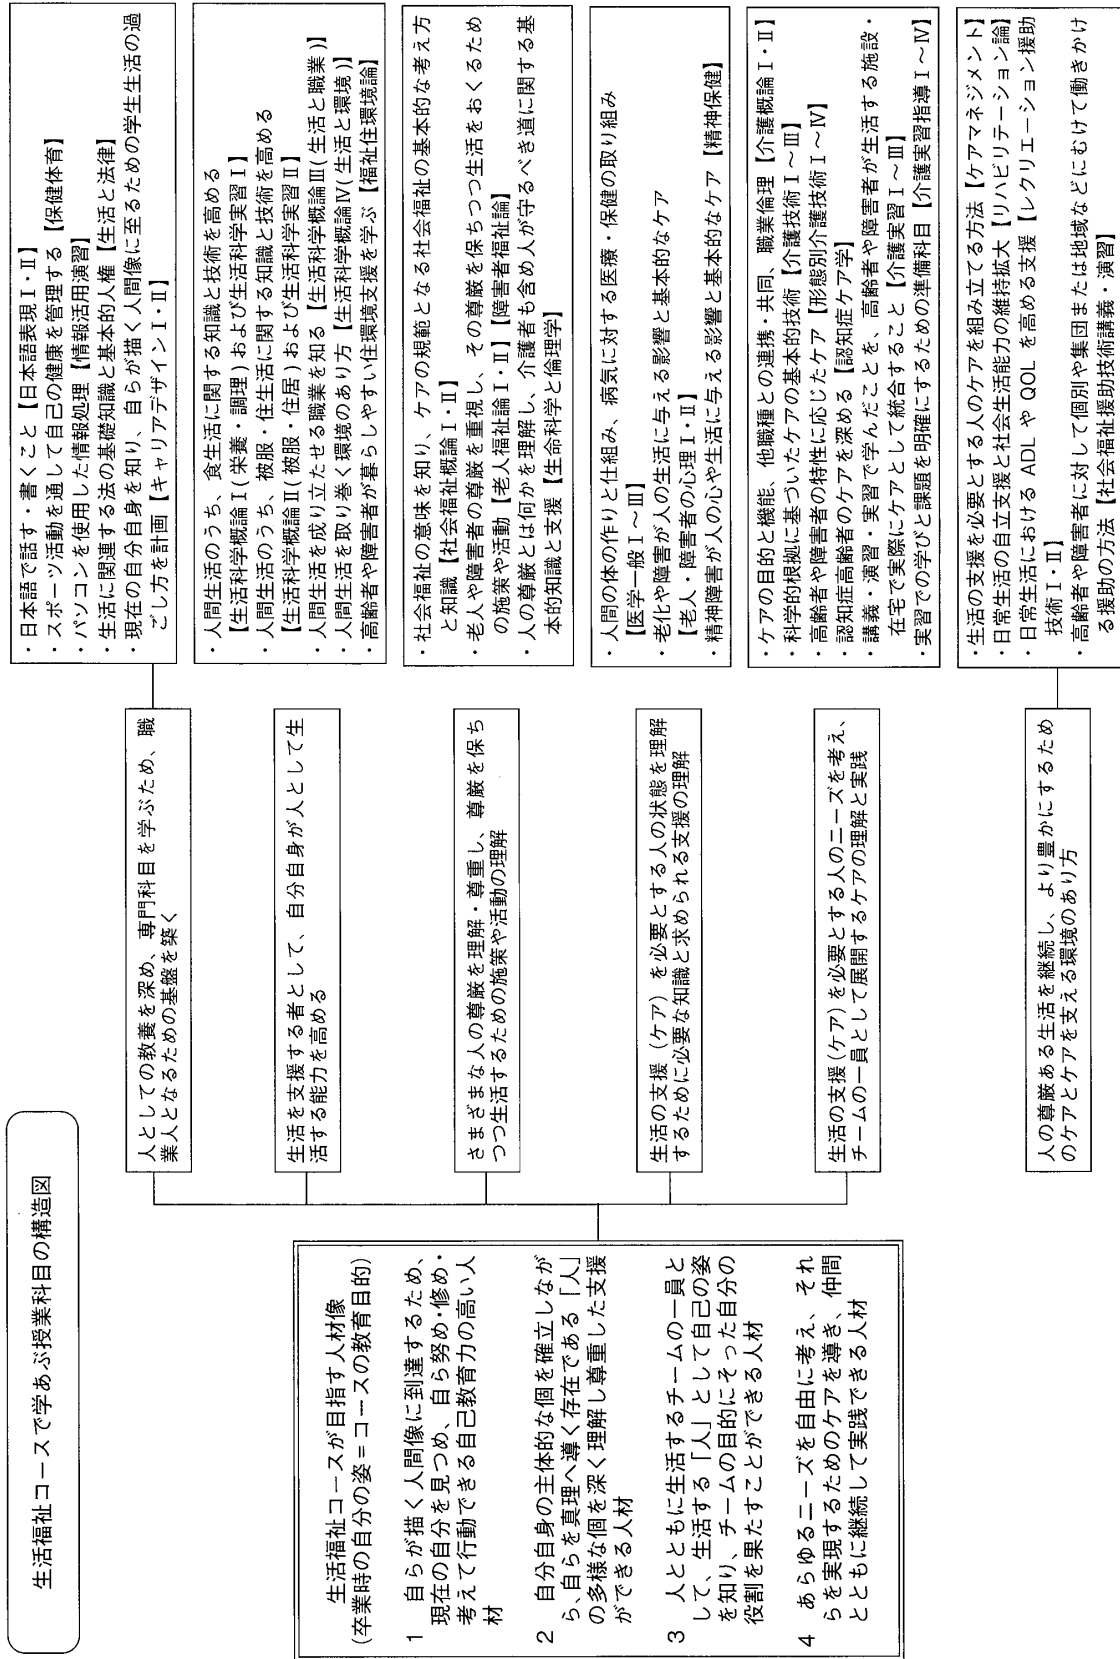 生活福祉コースで学あぶ授業科目の構造図
生活福祉コースが目指す人材像
(卒業時の自分の姿=コースの教育目的)
1 自らが描く人間像に到達するため、
現在の自分を見つめ、自ら努め・修め・
考えて行動できる自己教育力の高い人
材
2 自分自身の主体的な個を確立しなが
ら、自らを真理へ導く存在である「人」
の多様な個を深く理解し尊重した支援
ができる人材
3 人とともに生活するチームの一員と
して、生活する「人」として自己の姿
を知り、チームの目的にそった自分の
役割を果たすことができる人材
4 あらゆるニーズを自由に考え、それ
らを実現するためのケアを導き、仲間
とともに継続して実践できる人材
人としての教養を深め、専門科目を学ぶため、職
業人となるための基盤を築く
・日本語で話す・書くこと【日本語表現Ⅰ・Ⅱ】
・スポーツ活動を通して自己の健康を管理する【保健体育】
・パソコンを使用した情報処理【情報活用演習】
・生活に関連する法の基礎知識と基本的人権【生活と法律】
・現在の自分自身を知り、自らが描く人間像に至るための学生生活の過
ごし方を計画【キャリアデザインⅠ・Ⅱ】
生活を支援する者として、自分自身が人として生
活する能力を高める
・人間生活のうち、食生活に関する知識と技術を高める
【生活科学概論Ⅰ(栄養・調理)および生活科学実習Ⅰ】
・人間生活のうち、被服・住生活に関する知識と技術を高める
【生活科学概論Ⅱ(被服・住居)および生活科学実習Ⅱ】
・人間生活を成り立たせる職業を知る【生活科学概論Ⅲ(生活と職業)】
・人間生活を取り巻く環境のあり方【生活科学概論Ⅳ(生活と環境)】
・高齢者や障害者が暮らしやすい住環境支援を学ぶ【福祉住環境論】
さまざまな人の尊厳を理解・尊重し、尊厳を保ち
つつ生活するための施策や活動の理解
・社会福祉の意味を知り、ケアの規範となる社会福祉の基本的な考え方
と知識【社会福祉概論Ⅰ・Ⅱ】
・老人や障害者の尊厳を重視し、その尊厳を保ちつつ生活をおくるため
の施策や活動【老人福祉論Ⅰ・Ⅱ】【障害者福祉論】
・人の尊厳とは何かを理解し、介護者も含め人が守るべき道に関する基
本的知識と支援【生命科学と倫理学】
生活の支援(ケア)を必要とする人の状態を理解
するために必要な知識と求められる支援の理解
・人間の体の作りと仕組み、病気に対する医療・保健の取り組み
【医学一般Ⅰ～Ⅲ】
・老化や障害が人の生活に与える影響と基本的なケア
【老人・障害者の心理Ⅰ・Ⅱ】
・精神障害が人の心や生活に与える影響と基本的なケア【精神保健】
生活の支援(ケア)を必要とする人のニーズを考え、
チームの一員として展開するケアの理解と実践
・ケアの目的と機能、他職種との連携・共同、職業倫理【介護概論Ⅰ・Ⅱ】
・科学的根拠に基づいたケアの基本的技術【介護技術Ⅰ～Ⅲ】
・高齢者や障害の特性に応じたケア【形態別介護技術Ⅰ～Ⅳ】
・認知症高齢者のケアを深める【認知症ケア学】
・講義・演習・実習で学んだことを、高齢者や障害者が生活する施設・
在宅で実際にケアとして統合すること【介護実習Ⅰ～Ⅲ】
・実習での学びと課題を明確にするための準備科目【介護実習指導Ⅰ～Ⅳ】
人の尊厳ある生活を継続し、より豊かにするため
のケアとケアを支える環境のあり方
・生活の支援を必要とする人のケアを組み立てる方法【ケアマネジメント】
・日常生活の自立支援と社会生活能力の維持拡大【リハビリテーション論】
・日常生活における ADL や QOL を高める支援【レクリエーション援助
技術Ⅰ・Ⅱ】
・高齢者や障害者に対して個別や集団または地域などにむけて働きかけ
る援助の方法【社会福祉援助技術講義・演習】